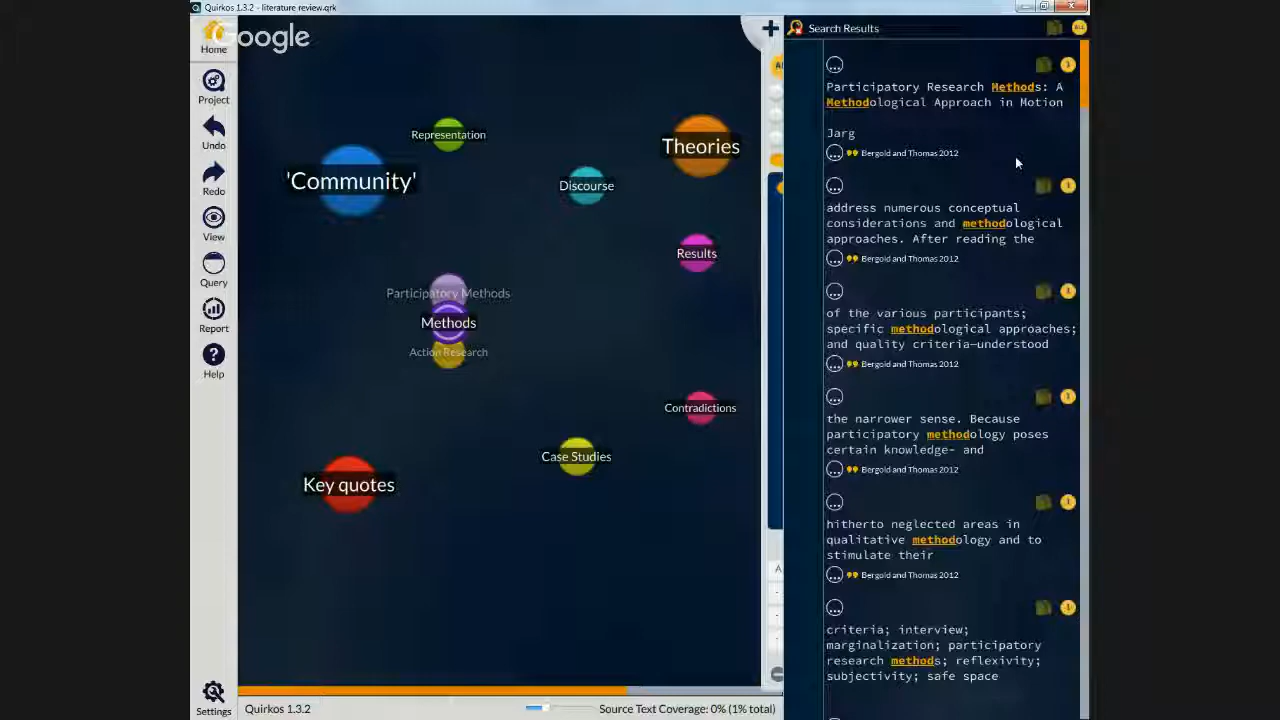 Quirkos 1.3.2 - literature review.qrk
Google
Home
Project
Undo
Redo
View
Query
Report
Help
Settings
Representation
Theories
'Community'
Discourse
Results
Participatory Methods
Methods
Action Research
Contradictions
Case Studies
Key quotes
Quirkos 1.3.2
Source Text Coverage: 0% (1% total)
Search Results
ALL
Participatory Research Methods: A
Methodological Approach in Motion
Jarg
Bergold and Thomas 2012
address numerous conceptual
considerations and methodological
approaches. After reading the
Bergold and Thomas 2012
of the various participants;
specific methodological approaches;
and quality criteria—understood
Bergold and Thomas 2012
the narrower sense. Because
participatory methodology poses
certain knowledge- and
Bergold and Thomas 2012
hitherto neglected areas in
qualitative methodology and to
stimulate their
Bergold and Thomas 2012
criteria; interview;
marginalization; participatory
research methods; reflexivity;
subjectivity; safe space